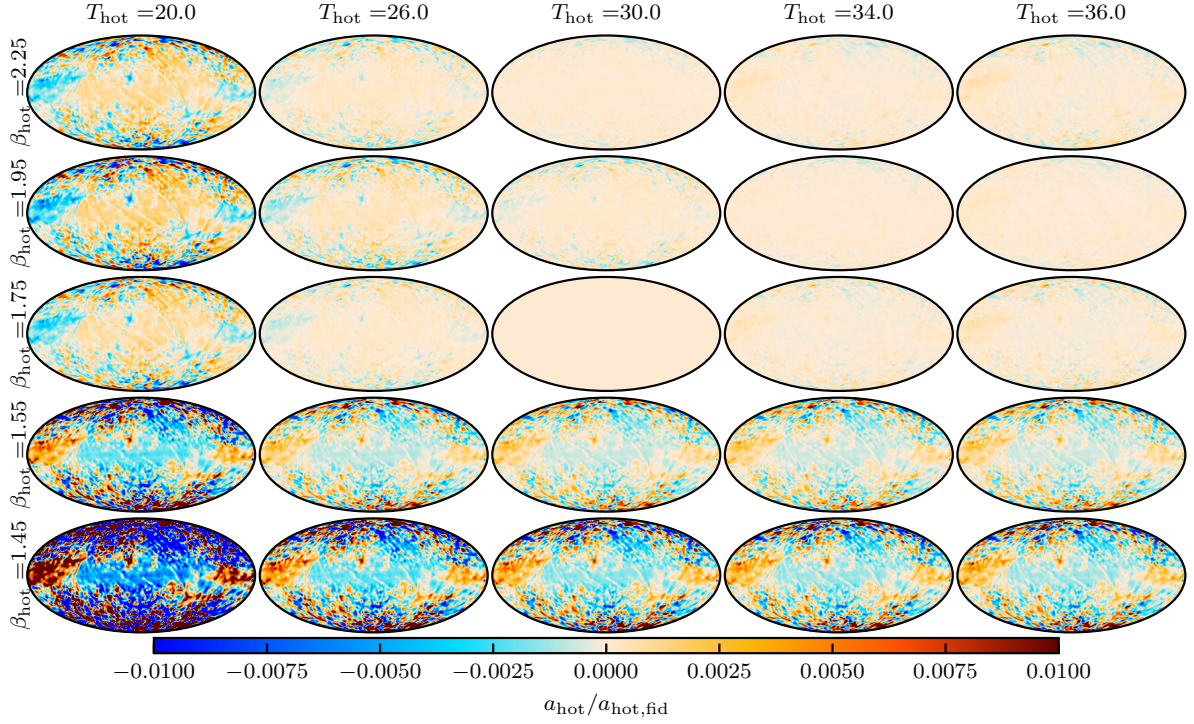 T_hot =20.0 T_hot =26.0 T_hot =30.0 T_hot =34.0 T_hot =36.0
β_hot =2.25
β_hot =1.95
β_hot =1.75
β_hot =1.55
β_hot =1.45
−0.0100 −0.0075 −0.0050 −0.0025 0.0000 0.0025 0.0050 0.0075 0.0100
a_hot/a_hot,fid